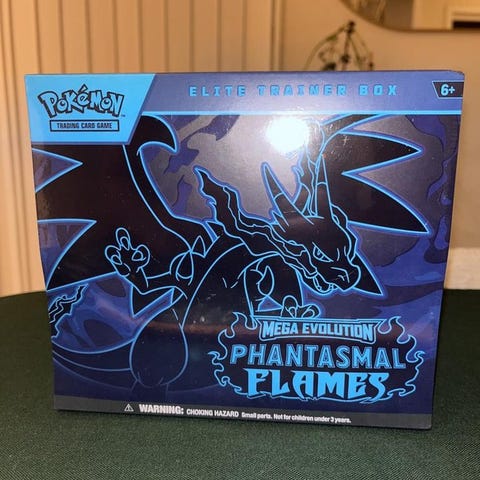 Pokémon
TRADING CARD GAME
ELITE TRAINER BOX
6+
MEGA EVOLUTION
PHANTASMAL
FLAMES
WARNING: CHOKING HAZARD Small parts. Not for children under 3 years.